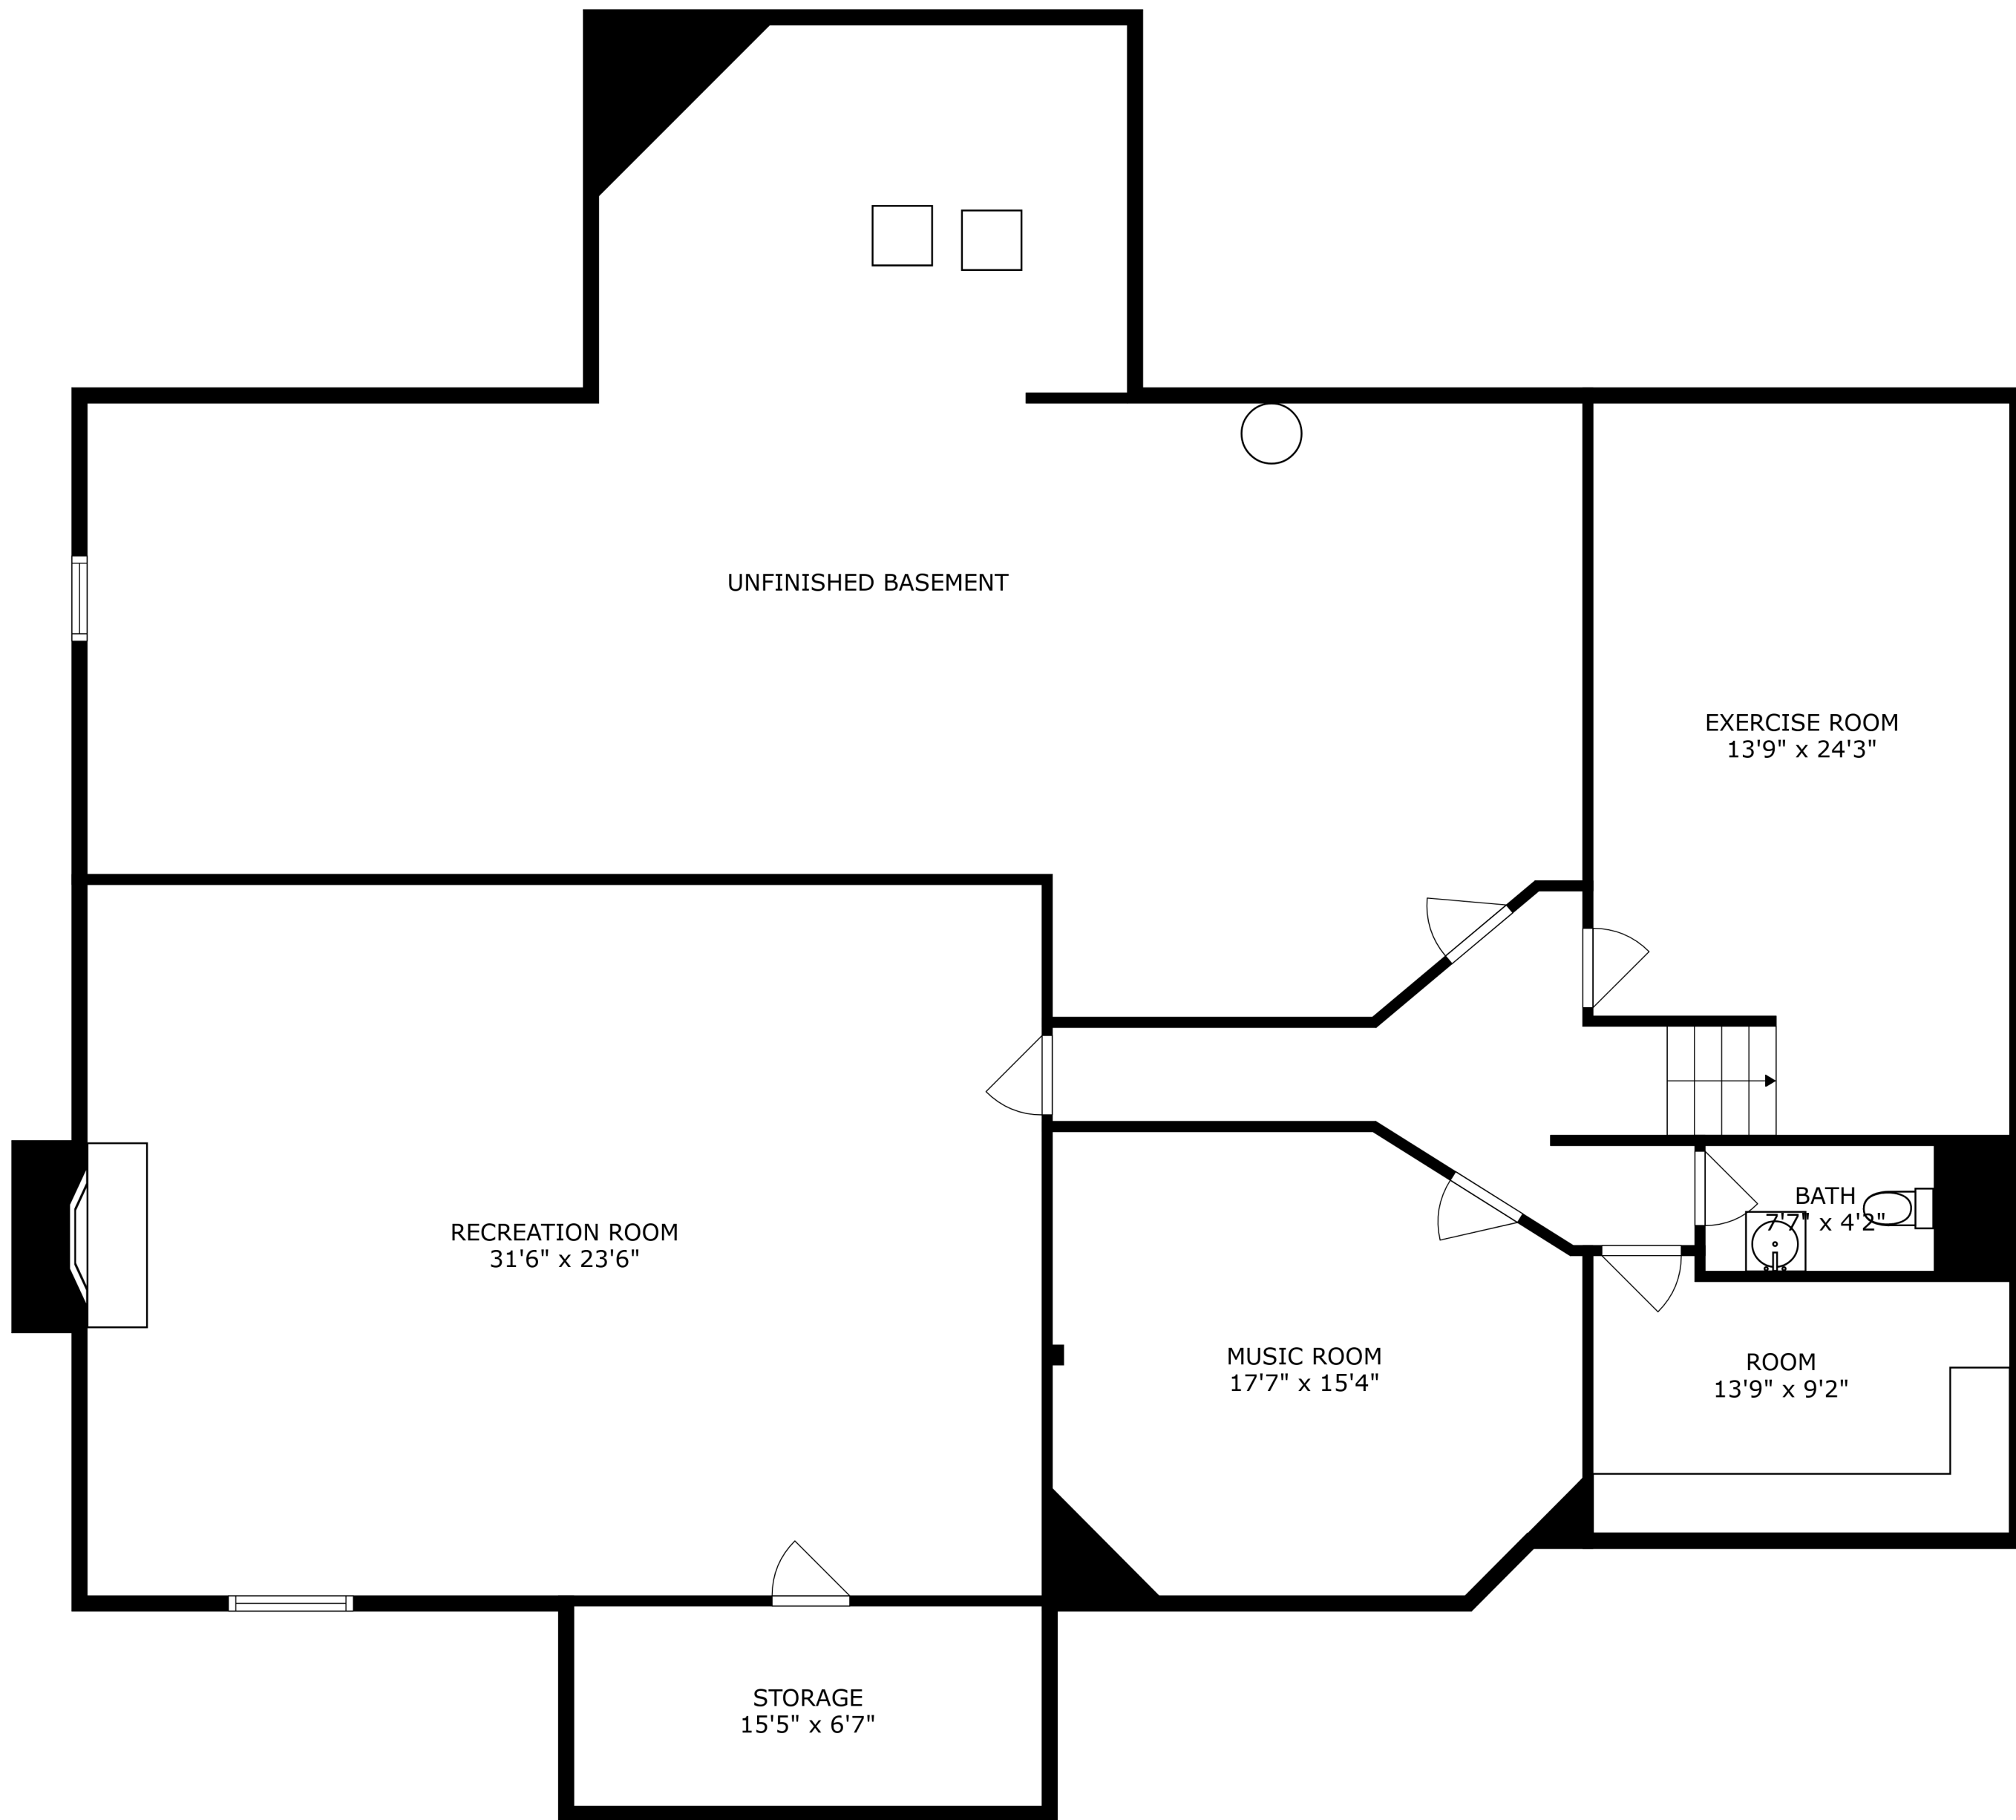 UNFINISHED BASEMENT
EXERCISE ROOM
13'9" x 24'3"
BATH
7'7" x 4'2"
RECREATION ROOM
31'6" x 23'6"
MUSIC ROOM
17'7" x 15'4"
ROOM
13'9" x 9'2"
STORAGE
15'5" x 6'7"